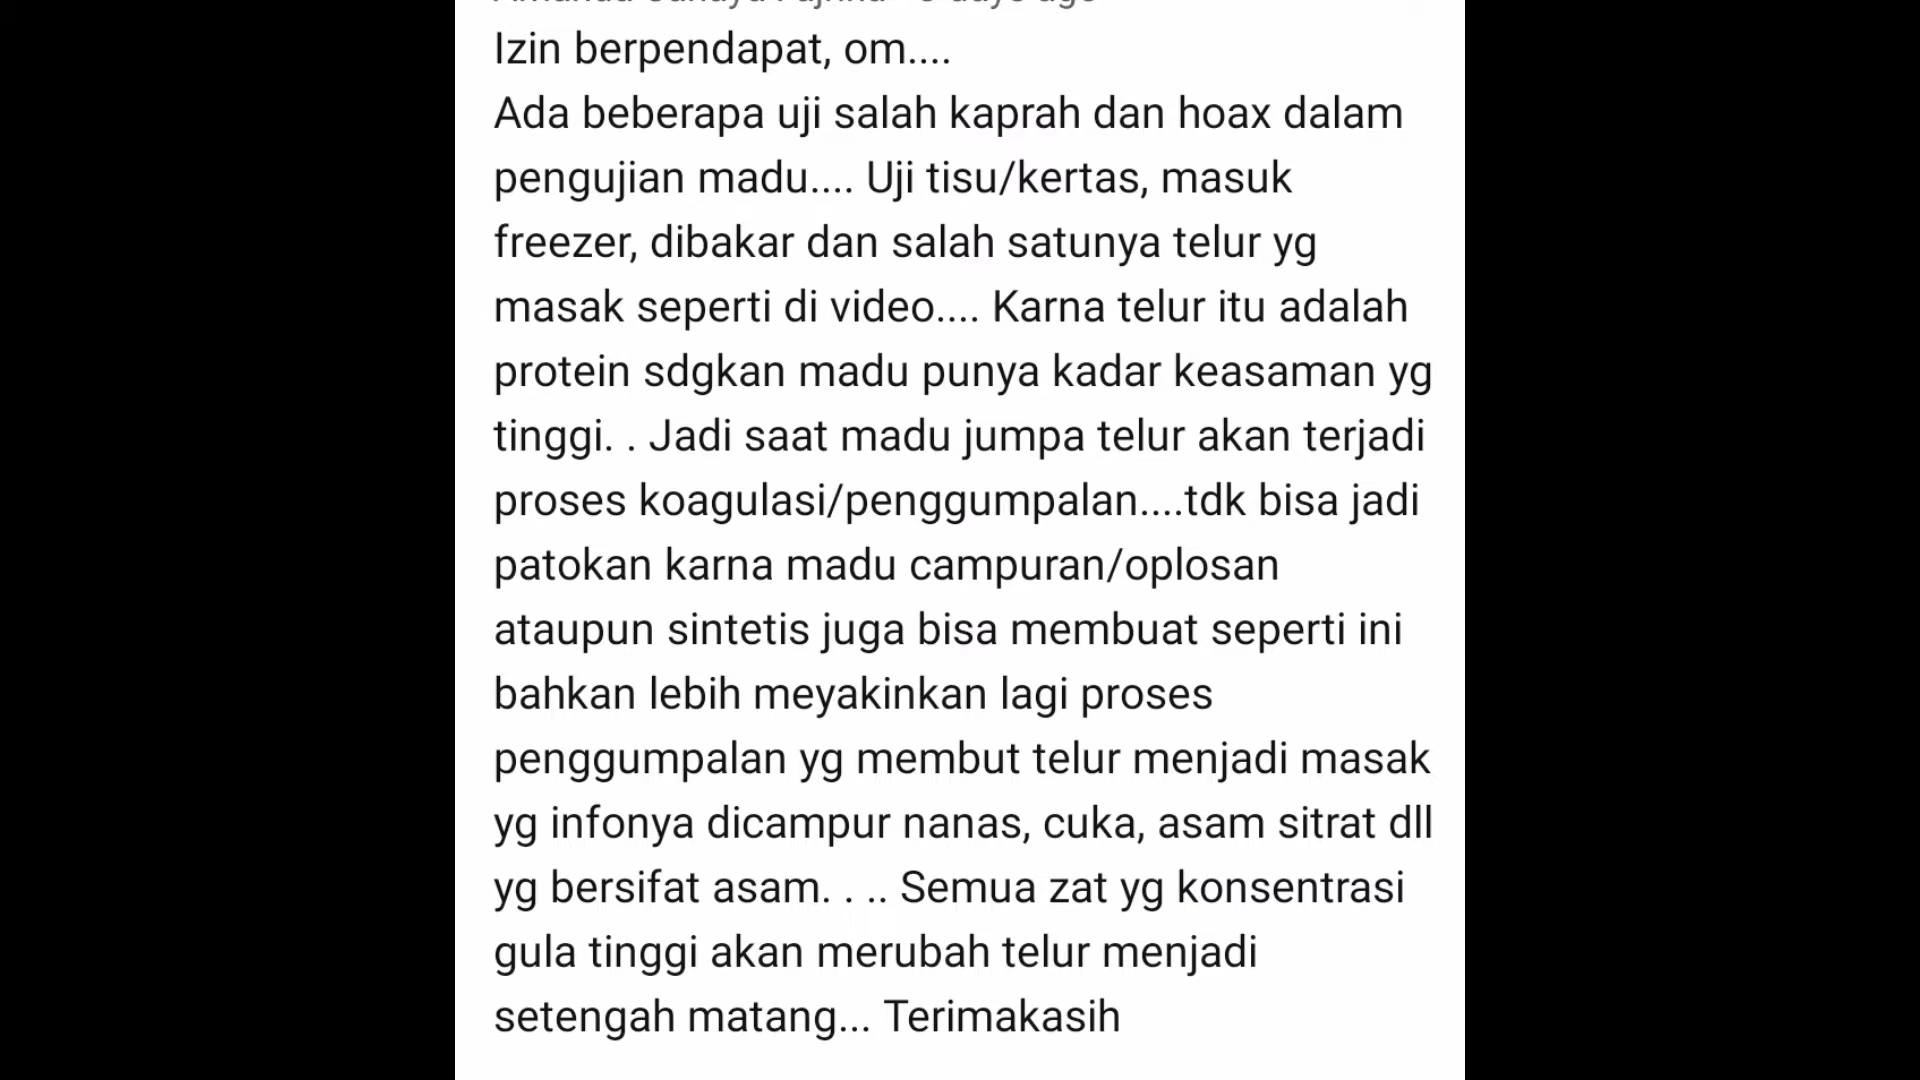 Izin berpendapat, om....
Ada beberapa uji salah kaprah dan hoax dalam
pengujian madu.... Uji tisu/kertas, masuk
freezer, dibakar dan salah satunya telur yg
masak seperti di video.... Karna telur itu adalah
protein sdgkan madu punya kadar keasaman yg
tinggi. . Jadi saat madu jumpa telur akan terjadi
proses koagulasi/penggumpalan....tdk bisa jadi
patokan karna madu campuran/oplosan
ataupun sintetis juga bisa membuat seperti ini
bahkan lebih meyakinkan lagi proses
penggumpalan yg membut telur menjadi masak
yg infonya dicampur nanas, cuka, asam sitrat dll
yg bersifat asam. . .. Semua zat yg konsentrasi
gula tinggi akan merubah telur menjadi
setengah matang... Terimakasih